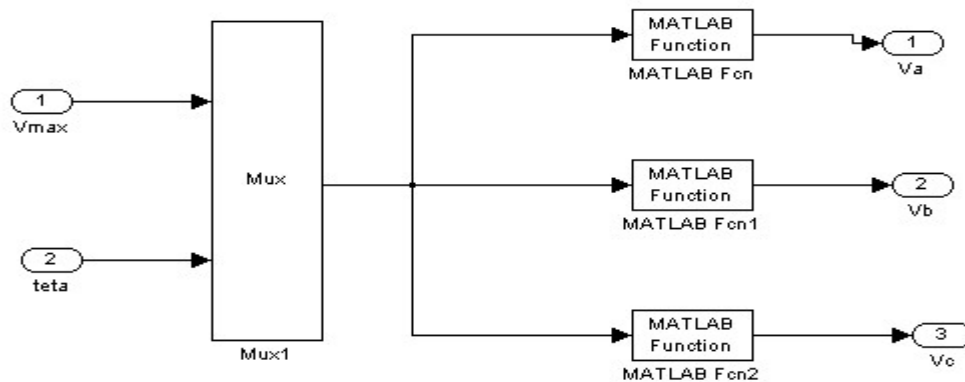 1
Vmax
2
teta
Mux
Mux1
MATLAB
Function
MATLAB Fcn
MATLAB
Function
MATLAB Fcn1
MATLAB
Function
MATLAB Fcn2
1
Va
2
Vb
3
Vc